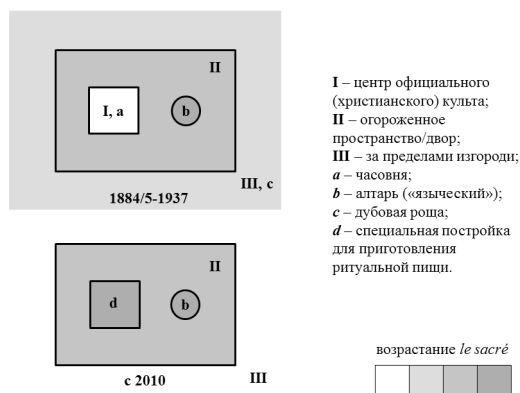 II
I, a
b
III, c
1884/5-1937
II
d
b
с 2010
III
I – центр официального
(христианского) культа;
II – огороженное
пространство/двор;
III – за пределами изгороди;
a – часовня;
b – алтарь («языческий»);
c – дубовая роща;
d – специальная постройка
для приготовления
ритуальной пищи.
возрастание le sacré